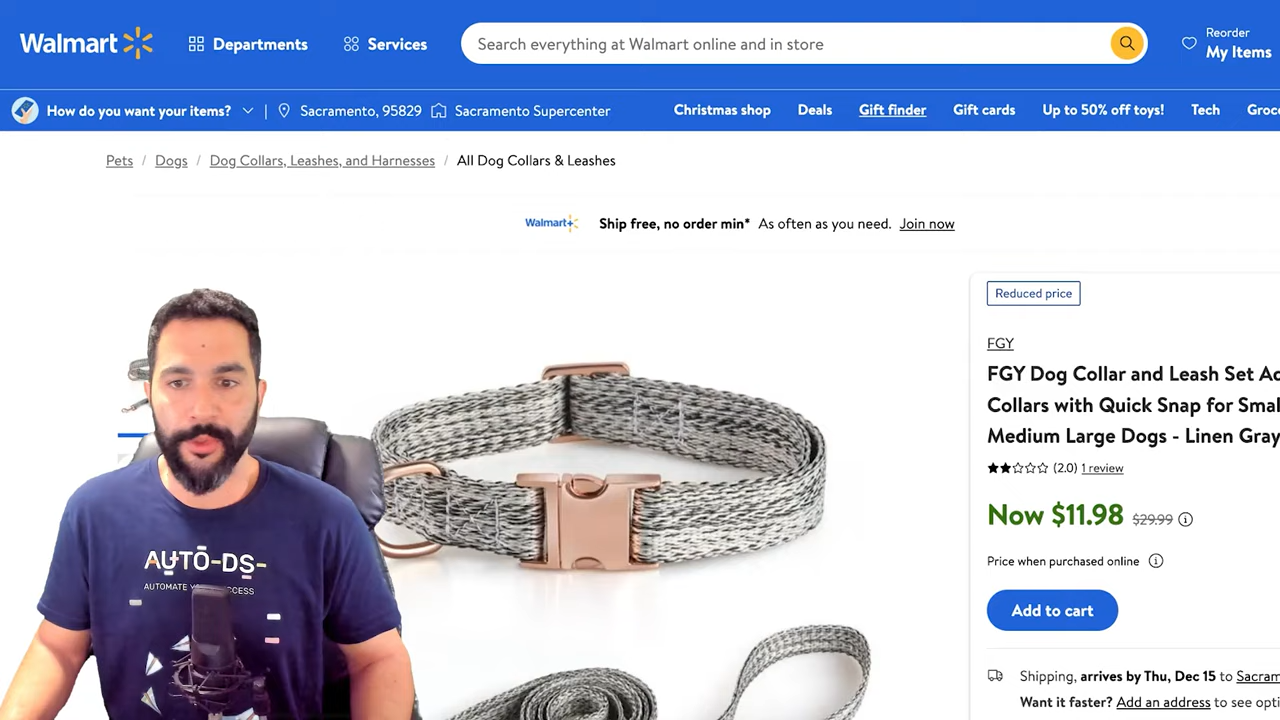 Walmart
Departments
Services
Search everything at Walmart online and in store
Reorder
My Items
How do you want your items?
Sacramento, 95829
Sacramento Supercenter
Christmas shop
Deals
Gift finder
Gift cards
Up to 50% off toys!
Tech
Groc
Pets / Dogs / Dog Collars, Leashes, and Harnesses / All Dog Collars & Leashes
Walmart+ Ship free, no order min* As often as you need. Join now
Reduced price
FGY
FGY Dog Collar and Leash Set Ad
Collars with Quick Snap for Smal
Medium Large Dogs - Linen Gray
(2.0) 1 review
Now $11.98 $29.99
Price when purchased online
Add to cart
Shipping, arrives by Thu, Dec 15 to Sacram
Want it faster? Add an address to see opti
AUTO-DS-
AUTOMATE